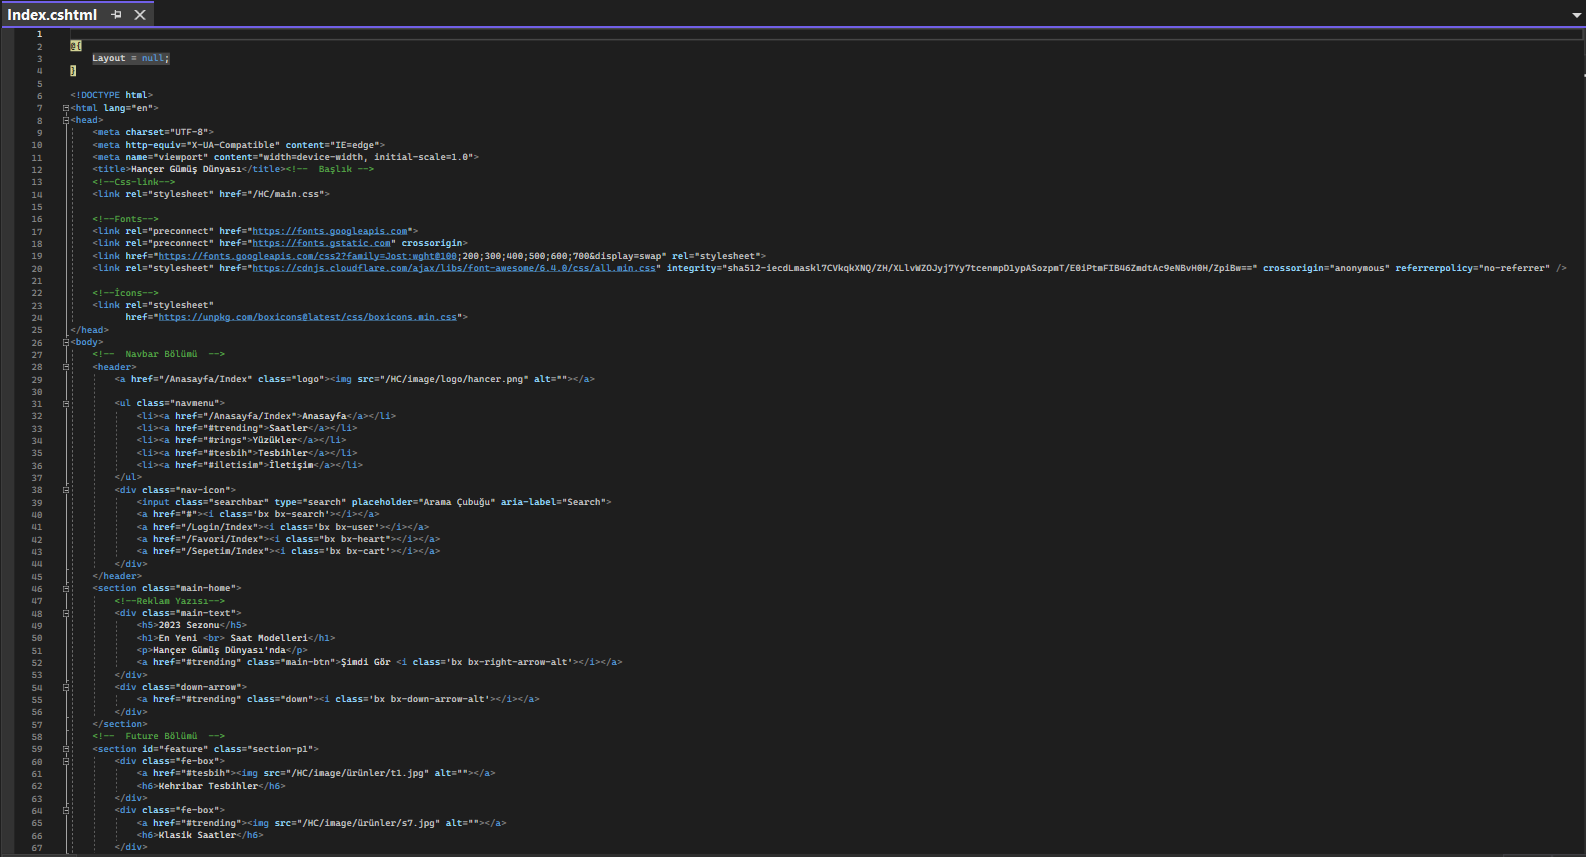 Index.cshtml
1
2 @{
3 Layout = null;
4 }
5
6 <!DOCTYPE html>
7 <html lang="en">
8 <head>
9 <meta charset="UTF-8">
10 <meta http-equiv="X-UA-Compatible" content="IE=edge">
11 <meta name="viewport" content="width=device-width, initial-scale=1.0">
12 <title>Hançer Gümüş Dünyası</title><!-- Başlık -->
13 <!--Css-link-->
14 <link rel="stylesheet" href="/HC/main.css">
15
16 <!--Fonts-->
17 <link rel="preconnect" href="https://fonts.googleapis.com">
18 <link rel="preconnect" href="https://fonts.gstatic.com" crossorigin>
19 <link href="https://fonts.googleapis.com/css2?family=Jost:wght@100;200;300;400;500;600;700&display=swap" rel="stylesheet">
20 <link rel="stylesheet" href="https://cdnjs.cloudflare.com/ajax/libs/font-awesome/6.4.0/css/all.min.css" integrity="sha512-iecdLmaskl7CVkqkXNQ/ZH/XLlvWZOJyj7Yy7tcenmpD1ypASozpmT/E0iPtmFIB46ZmdtAc9eNBvH0H/ZpiBw==" crossorigin="anonymous" referrerpolicy="no-referrer" />
21
22 <!--İcons-->
23 <link rel="stylesheet"
24 href="https://unpkg.com/boxicons@latest/css/boxicons.min.css">
25 </head>
26 <body>
27 <!-- Navbar Bölümü -->
28 <header>
29 <a href="/Anasayfa/Index" class="logo"><img src="/HC/image/logo/hancer.png" alt=""></a>
30
31 <ul class="navmenu">
32 <li><a href="/Anasayfa/Index">Anasayfa</a></li>
33 <li><a href="#trending">Saatler</a></li>
34 <li><a href="#rings">Yüzükler</a></li>
35 <li><a href="#tesbih">Tesbihler</a></li>
36 <li><a href="#iletisim">İletişim</a></li>
37 </ul>
38 <div class="nav-icon">
39 <input class="searchbar" type="search" placeholder="Arama Çubuğu" aria-label="Search">
40 <a href="#"><i class='bx bx-search'></i></a>
41 <a href="/Login/Index"><i class='bx bx-user'></i></a>
42 <a href="/Favori/Index"><i class="bx bx-heart"></i></a>
43 <a href="/Sepetim/Index"><i class='bx bx-cart'></i></a>
44 </div>
45 </header>
46 <section class="main-home">
47 <!--Reklam Yazısı-->
48 <div class="main-text">
49 <h5>2023 Sezonu</h5>
50 <h1>En Yeni <br> Saat Modelleri</h1>
51 <p>Hançer Gümüş Dünyası'nda</p>
52 <a href="#trending" class="main-btn">Şimdi Gör <i class='bx bx-right-arrow-alt'></i></a>
53 </div>
54 <div class="down-arrow">
55 <a href="#trending" class="down"><i class='bx bx-down-arrow-alt'></i></a>
56 </div>
57 </section>
58 <!-- Future Bölümü -->
59 <section id="feature" class="section-p1">
60 <div class="fe-box">
61 <a href="#tesbih"><img src="/HC/image/ürünler/t1.jpg" alt=""></a>
62 <h6>Kehribar Tesbihler</h6>
63 </div>
64 <div class="fe-box">
65 <a href="#trending"><img src="/HC/image/ürünler/s7.jpg" alt=""></a>
66 <h6>Klasik Saatler</h6>
67 </div>